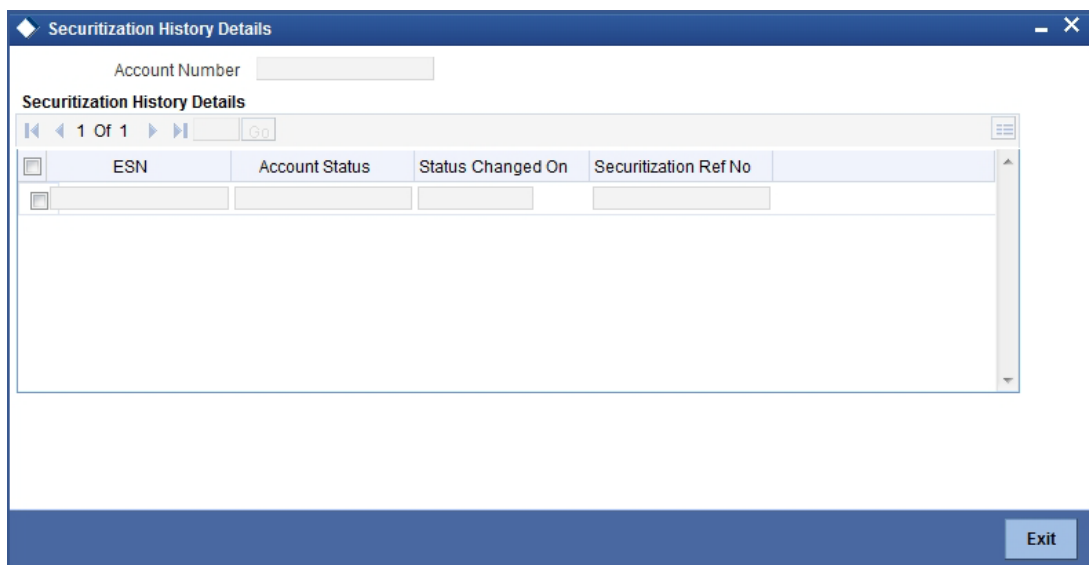 Securitization History Details
Account Number
Securitization History Details
1 Of 1 Go
ESN Account Status Status Changed On Securitization Ref No
Exit